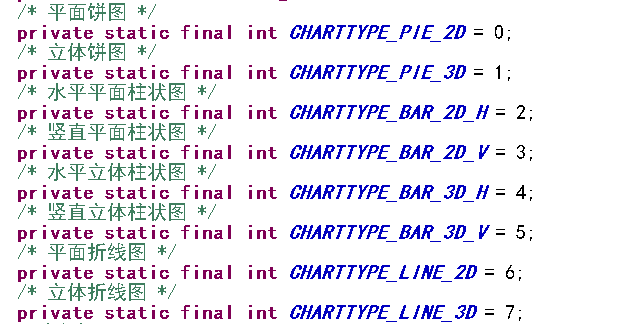 /* 平面饼图 */
private static final int CHARTTYPE_PIE_2D = 0;
/* 立体饼图 */
private static final int CHARTTYPE_PIE_3D = 1;
/* 水平平面柱状图 */
private static final int CHARTTYPE_BAR_2D_H = 2;
/* 竖直平面柱状图 */
private static final int CHARTTYPE_BAR_2D_V = 3;
/* 水平立体柱状图 */
private static final int CHARTTYPE_BAR_3D_H = 4;
/* 竖直立体柱状图 */
private static final int CHARTTYPE_BAR_3D_V = 5;
/* 平面折线图 */
private static final int CHARTTYPE_LINE_2D = 6;
/* 立体折线图 */
private static final int CHARTTYPE_LINE_3D = 7;